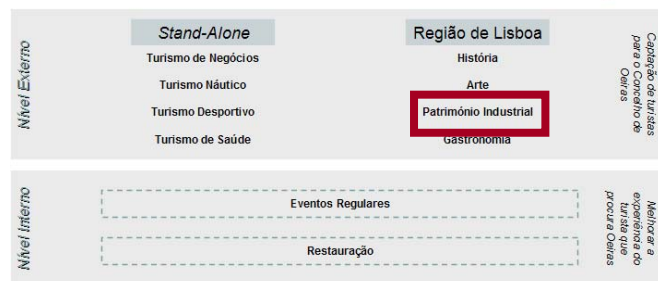 Nível Externo
Stand-Alone
Turismo de Negócios
Turismo Náutico
Turismo Desportivo
Turismo de Saúde
Região de Lisboa
História
Arte
Património Industrial
Gastronomia
Captação de turistas
para o Concelho de
Oeiras
Nível Interno
Eventos Regulares
Restauração
Melhorar a
experiência do
turista que
procura Oeiras